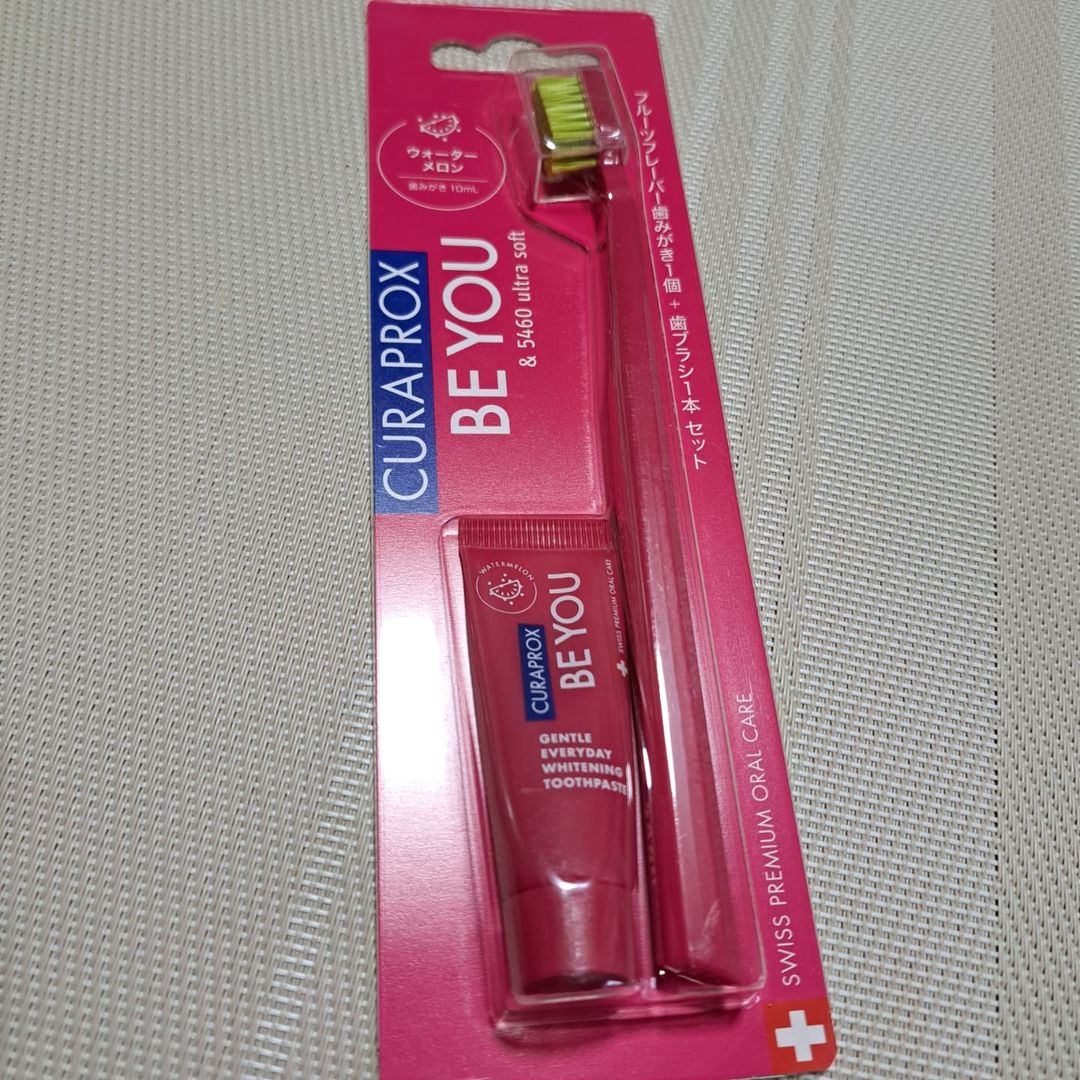 ウォーター
メロン
歯みがき 10mL
CURAPROX
BE YOU
& 5460 ultra soft
フルーツフレーバー歯みがき1個 + 歯ブラシ1本 セット
WATERMELON
CURAPROX
BE YOU
SWISS PREMIUM ORAL CARE
GENTLE
EVERYDAY
WHITENING
TOOTHPASTE
SWISS PREMIUM ORAL CARE